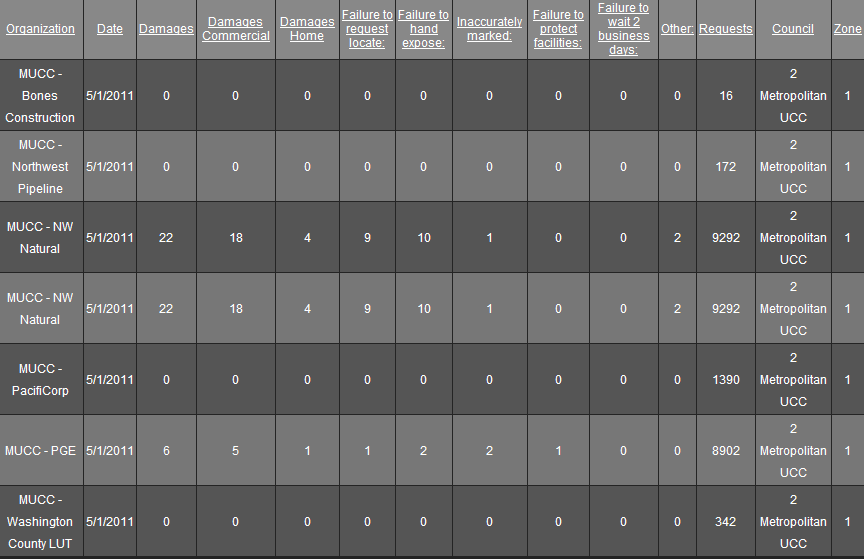 Organization Date Damages Damages Commercial Damages Home Failure to request locate: Failure to hand expose: Inaccurately marked: Failure to protect facilities: Failure to wait 2 business days: Other: Requests Council Zone
MUCC - Bones Construction 5/1/2011 0 0 0 0 0 0 0 0 0 16 2 Metropolitan UCC 1
MUCC - Northwest Pipeline 5/1/2011 0 0 0 0 0 0 0 0 0 172 2 Metropolitan UCC 1
MUCC - NW Natural 5/1/2011 22 18 4 9 10 1 0 0 2 9292 2 Metropolitan UCC 1
MUCC - NW Natural 5/1/2011 22 18 4 9 10 1 0 0 2 9292 2 Metropolitan UCC 1
MUCC - PacifiCorp 5/1/2011 0 0 0 0 0 0 0 0 0 1390 2 Metropolitan UCC 1
MUCC - PGE 5/1/2011 6 5 1 1 2 2 1 0 0 8902 2 Metropolitan UCC 1
MUCC - Washington County LUT 5/1/2011 0 0 0 0 0 0 0 0 0 342 2 Metropolitan UCC 1